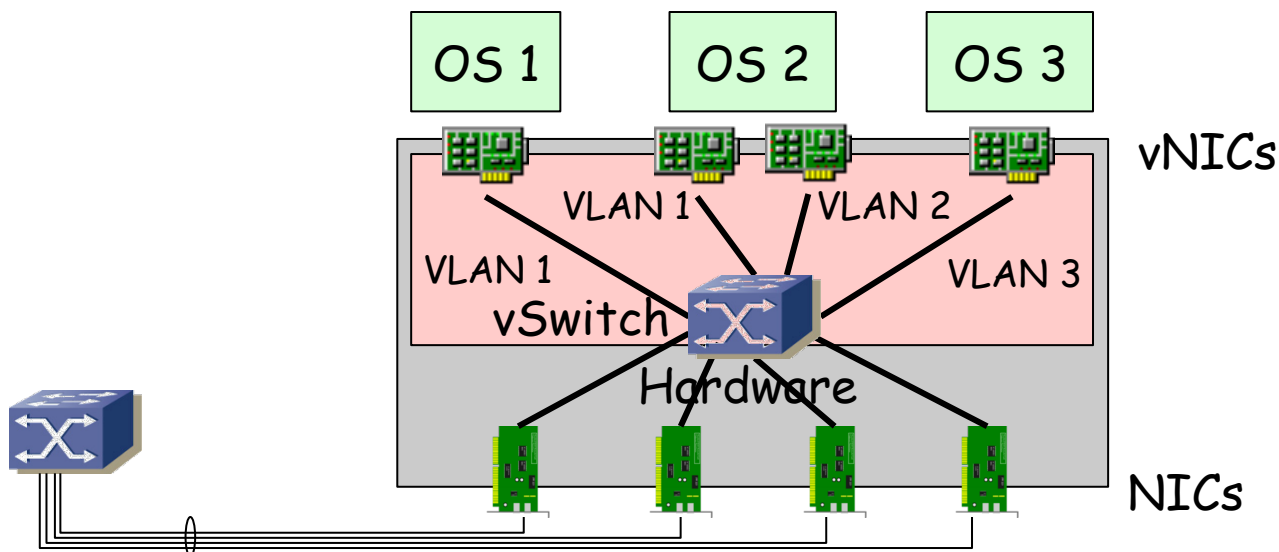 OS 1
OS 2
OS 3
vNICs
VLAN 1
VLAN 2
VLAN 1
VLAN 3
vSwitch
Hardware
NICs